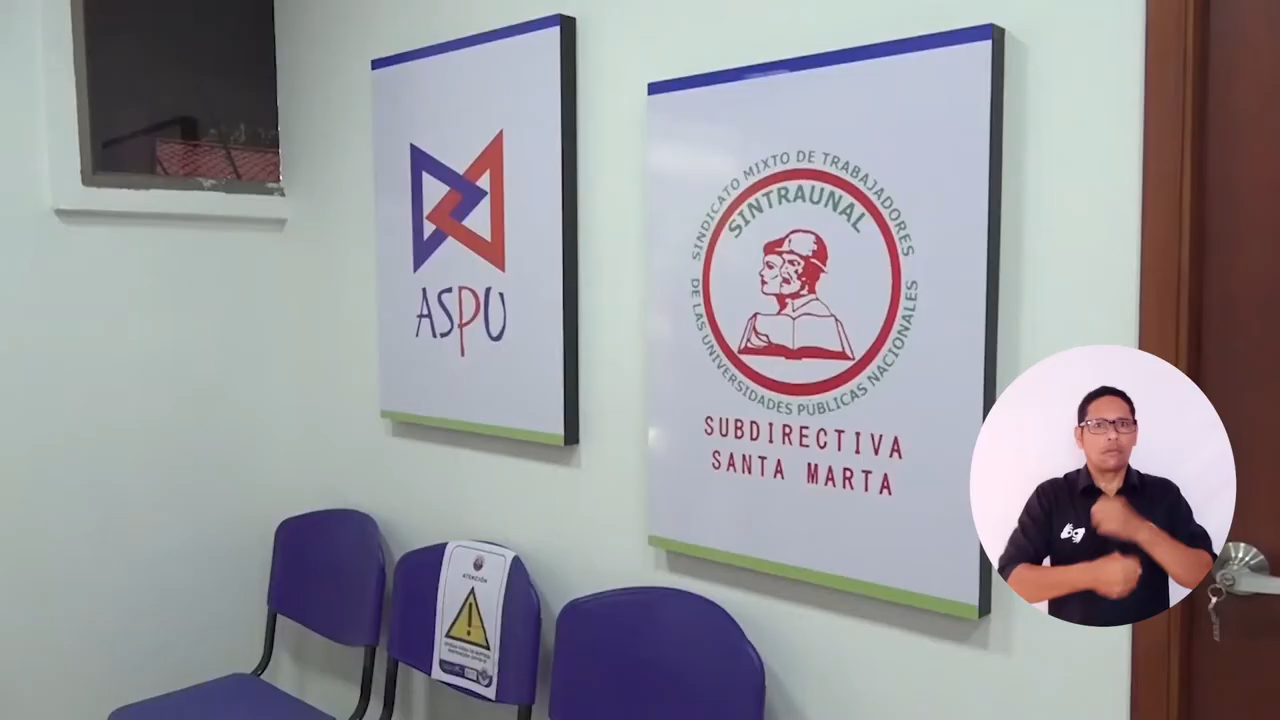 ASPU
SINDICATO MIXTO DE TRABAJADORES
SINTRAUNAL
DE LAS UNIVERSIDADES PÚBLICAS NACIONALES
SUBDIRECTIVA
SANTA MARTA
ATENCIÓN